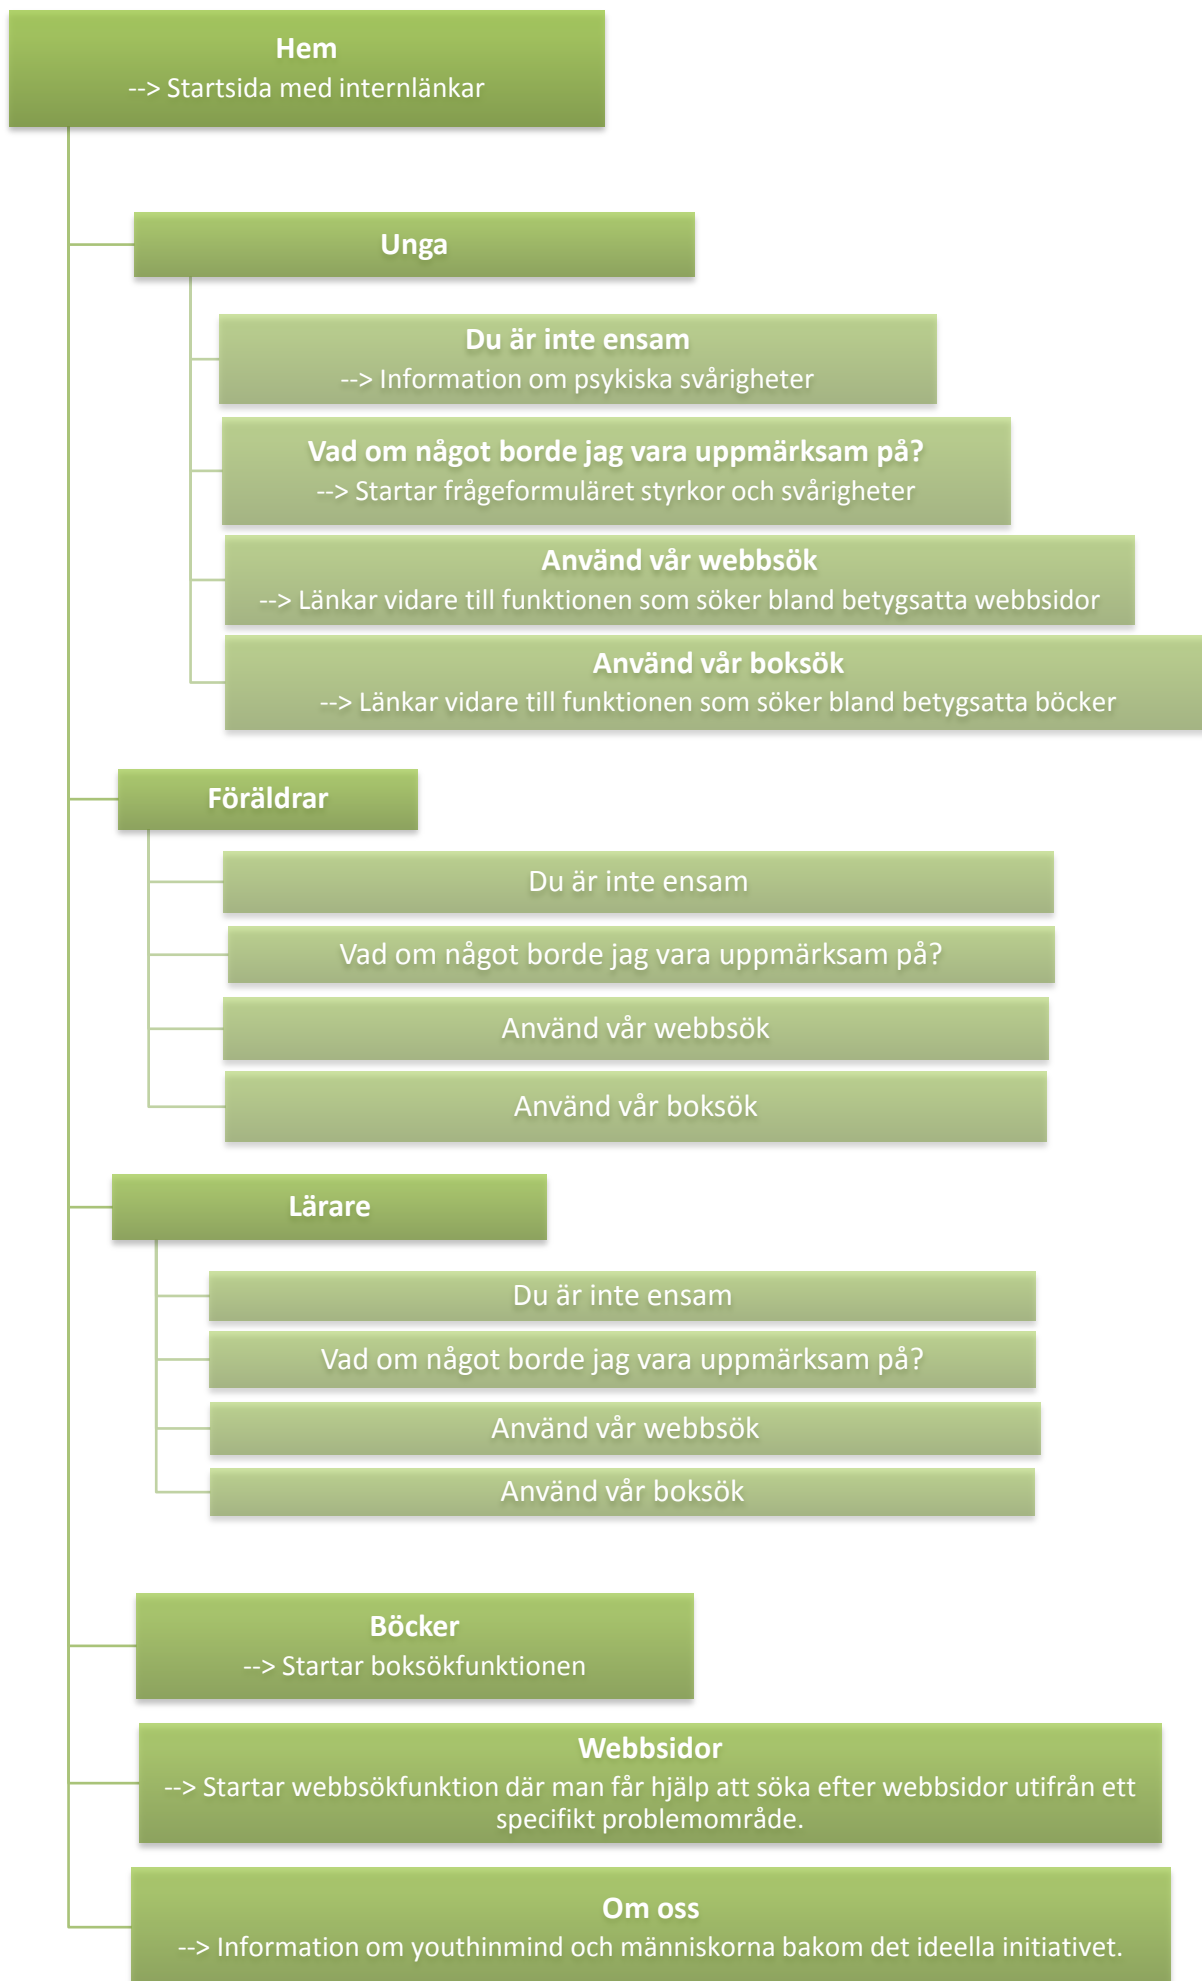 Hem
--> Startsida med internlänkar
Unga
Du är inte ensam
--> Information om psykiska svårigheter
Vad om något borde jag vara uppmärksam på?
--> Startar frågeformuläret styrkor och svårigheter
Använd vår webbsök
--> Länkar vidare till funktionen som söker bland betygsatta webbsidor
Använd vår boksök
--> Länkar vidare till funktionen som söker bland betygsatta böcker
Föräldrar
Du är inte ensam
Vad om något borde jag vara uppmärksam på?
Använd vår webbsök
Använd vår boksök
Lärare
Du är inte ensam
Vad om något borde jag vara uppmärksam på?
Använd vår webbsök
Använd vår boksök
Böcker
--> Startar boksökfunktionen
Webbsidor
--> Startar webbsökfunktion där man får hjälp att söka efter webbsidor utifrån ett
specifikt problemområde.
Om oss
--> Information om youthinmind och människorna bakom det ideella initiativet.